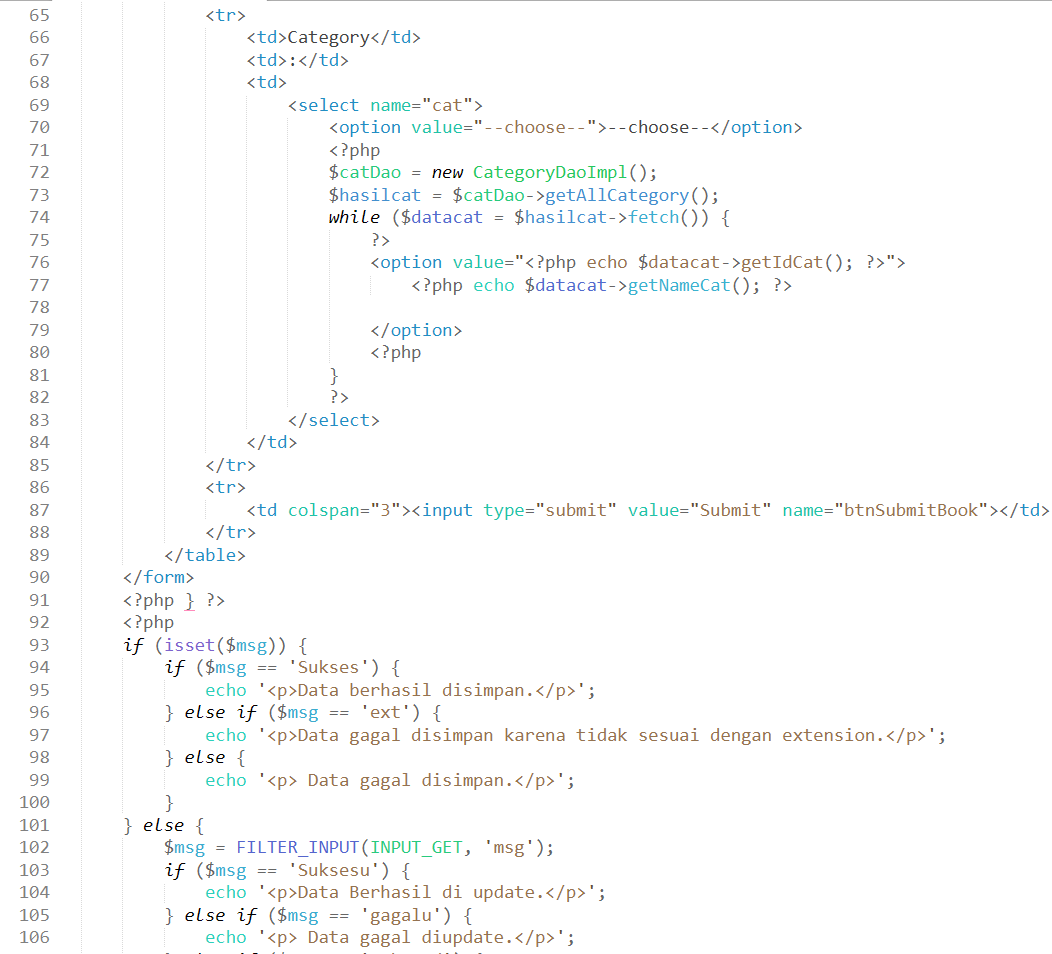 65 <tr>
66 <td>Category</td>
67 <td>:</td>
68 <td>
69 <select name="cat">
70 <option value="--choose--">--choose--</option>
71 <?php
72 $catDao = new CategoryDaoImpl();
73 $hasilcat = $catDao->getAllCategory();
74 while ($datacat = $hasilcat->fetch()) {
75 ?>
76 <option value="<?php echo $datacat->getIdCat(); ?>">
77 <?php echo $datacat->getNameCat(); ?>
78
79 </option>
80 <?php
81 }
82 ?>
83 </select>
84 </td>
85 </tr>
86 <tr>
87 <td colspan="3"><input type="submit" value="Submit" name="btnSubmitBook"></td>
88 </tr>
89 </table>
90 </form>
91 <?php } ?>
92 <?php
93 if (isset($msg)) {
94 if ($msg == 'Sukses') {
95 echo '<p>Data berhasil disimpan.</p>';
96 } else if ($msg == 'ext') {
97 echo '<p>Data gagal disimpan karena tidak sesuai dengan extension.</p>';
98 } else {
99 echo '<p> Data gagal disimpan.</p>';
100 }
101 } else {
102 $msg = FILTER_INPUT(INPUT_GET, 'msg');
103 if ($msg == 'Suksesu') {
104 echo '<p>Data Berhasil di update.</p>';
105 } else if ($msg == 'gagalu') {
106 echo '<p> Data gagal diupdate.</p>';